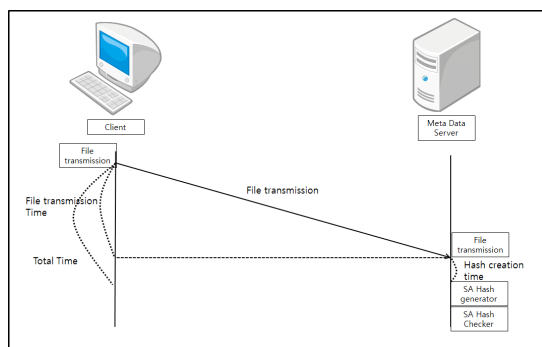 Client
Meta Data
Server
File
transmission
File transmission
File transmission
Time
Total Time
File
transmission
Hash creation
time
SA Hash
generator
SA Hash
Checker